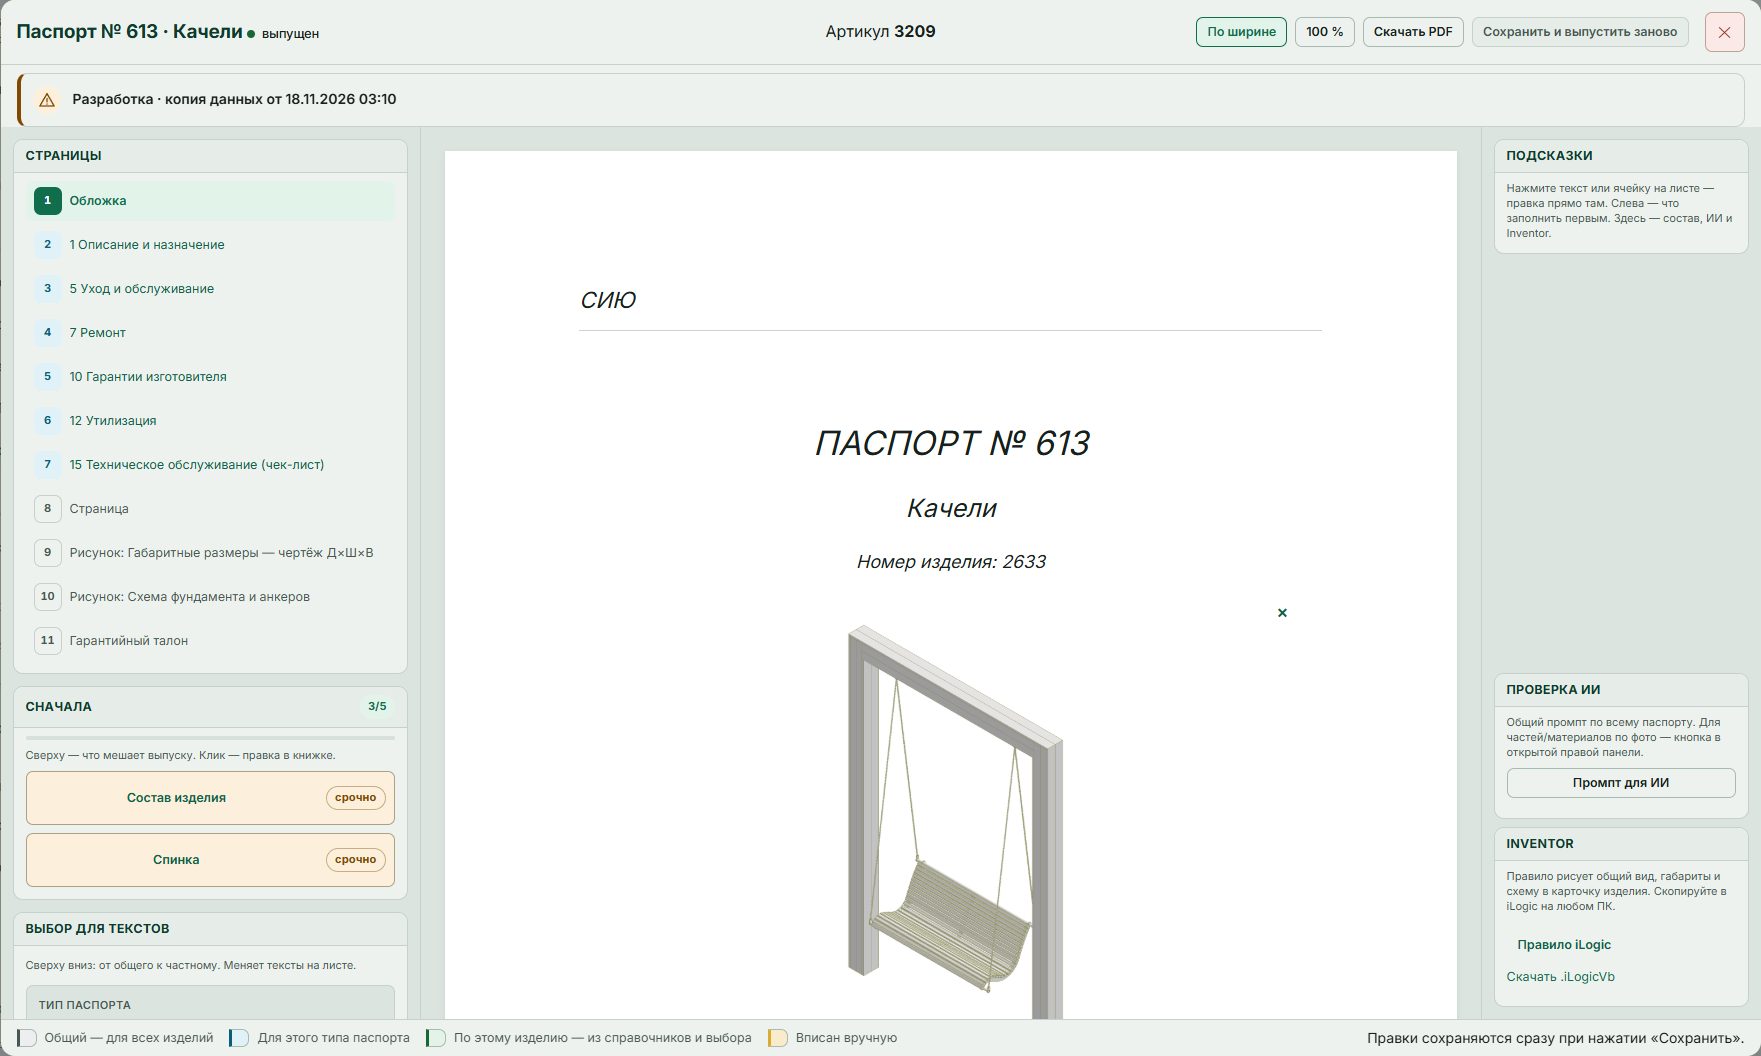 Паспорт № 613 · Качели
выпущен
Артикул 3209
По ширине
100 %
Скачать PDF
Сохранить и выпустить заново
Разработка · копия данных от 18.11.2026 03:10
СТРАНИЦЫ
1 Обложка
2 1 Описание и назначение
3 5 Уход и обслуживание
4 7 Ремонт
5 10 Гарантии изготовителя
6 12 Утилизация
7 15 Техническое обслуживание (чек-лист)
8 Страница
9 Рисунок: Габаритные размеры — чертёж Д×Ш×В
10 Рисунок: Схема фундамента и анкеров
11 Гарантийный талон
СНАЧАЛА
3/5
Сверху — что мешает выпуску. Клик — правка в книжке.
Состав изделия
срочно
Спинка
срочно
ВЫБОР ДЛЯ ТЕКСТОВ
Сверху вниз: от общего к частному. Меняет тексты на листе.
ТИП ПАСПОРТА
СИЮ
ПАСПОРТ № 613
Качели
Номер изделия: 2633
ПОДСКАЗКИ
Нажмите текст или ячейку на листе —
правка прямо там. Слева — что
заполнить первым. Здесь — состав, ИИ и
Inventor.
ПРОВЕРКА ИИ
Общий промпт по всему паспорту. Для
частей/материалов по фото — кнопка в
открытой правой панели.
Промпт для ИИ
INVENTOR
Правило рисует общий вид, габариты и
схему в карточку изделия. Скопируйте в
iLogic на любом ПК.
Правило iLogic
Скачать .iLogicVb
Общий — для всех изделий
Для этого типа паспорта
По этому изделию — из справочников и выбора
Вписан вручную
Правки сохраняются сразу при нажатии «Сохранить».